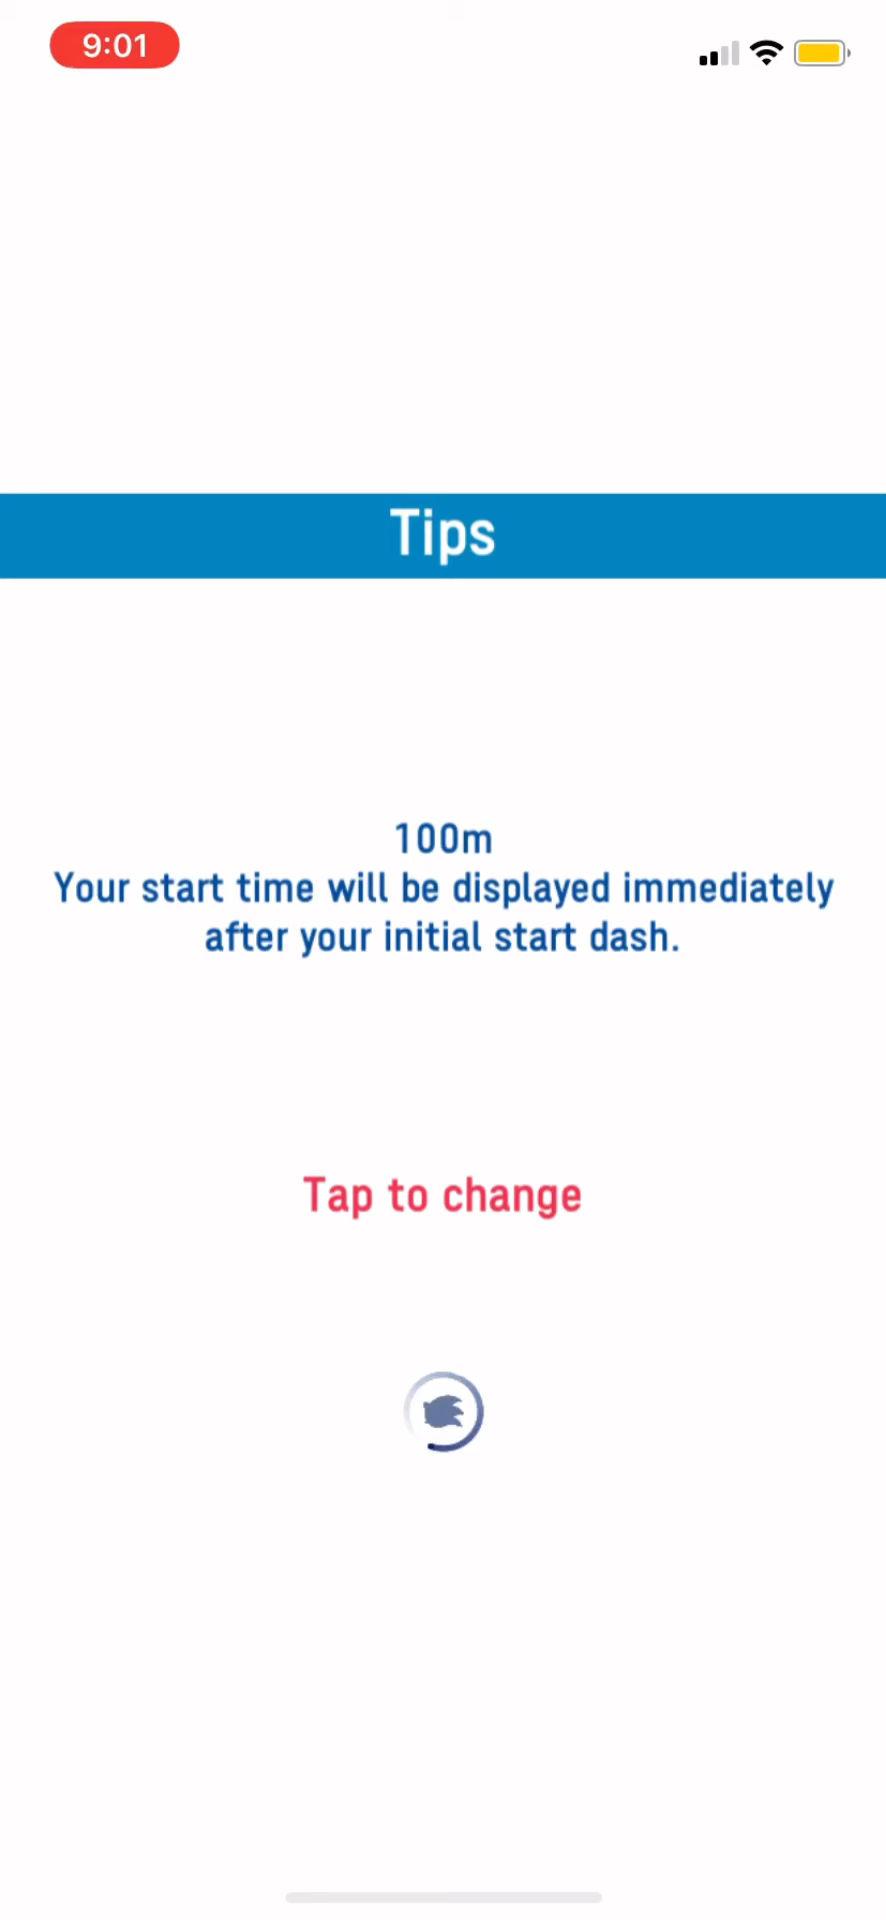 9:01
Tips
100m
Your start time will be displayed immediately
after your initial start dash.
Tap to change